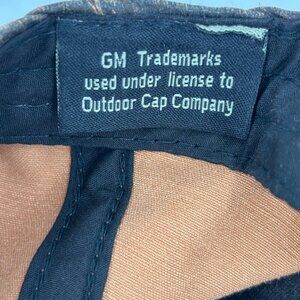 GM Trademarks
used under license to
Outdoor Cap Company